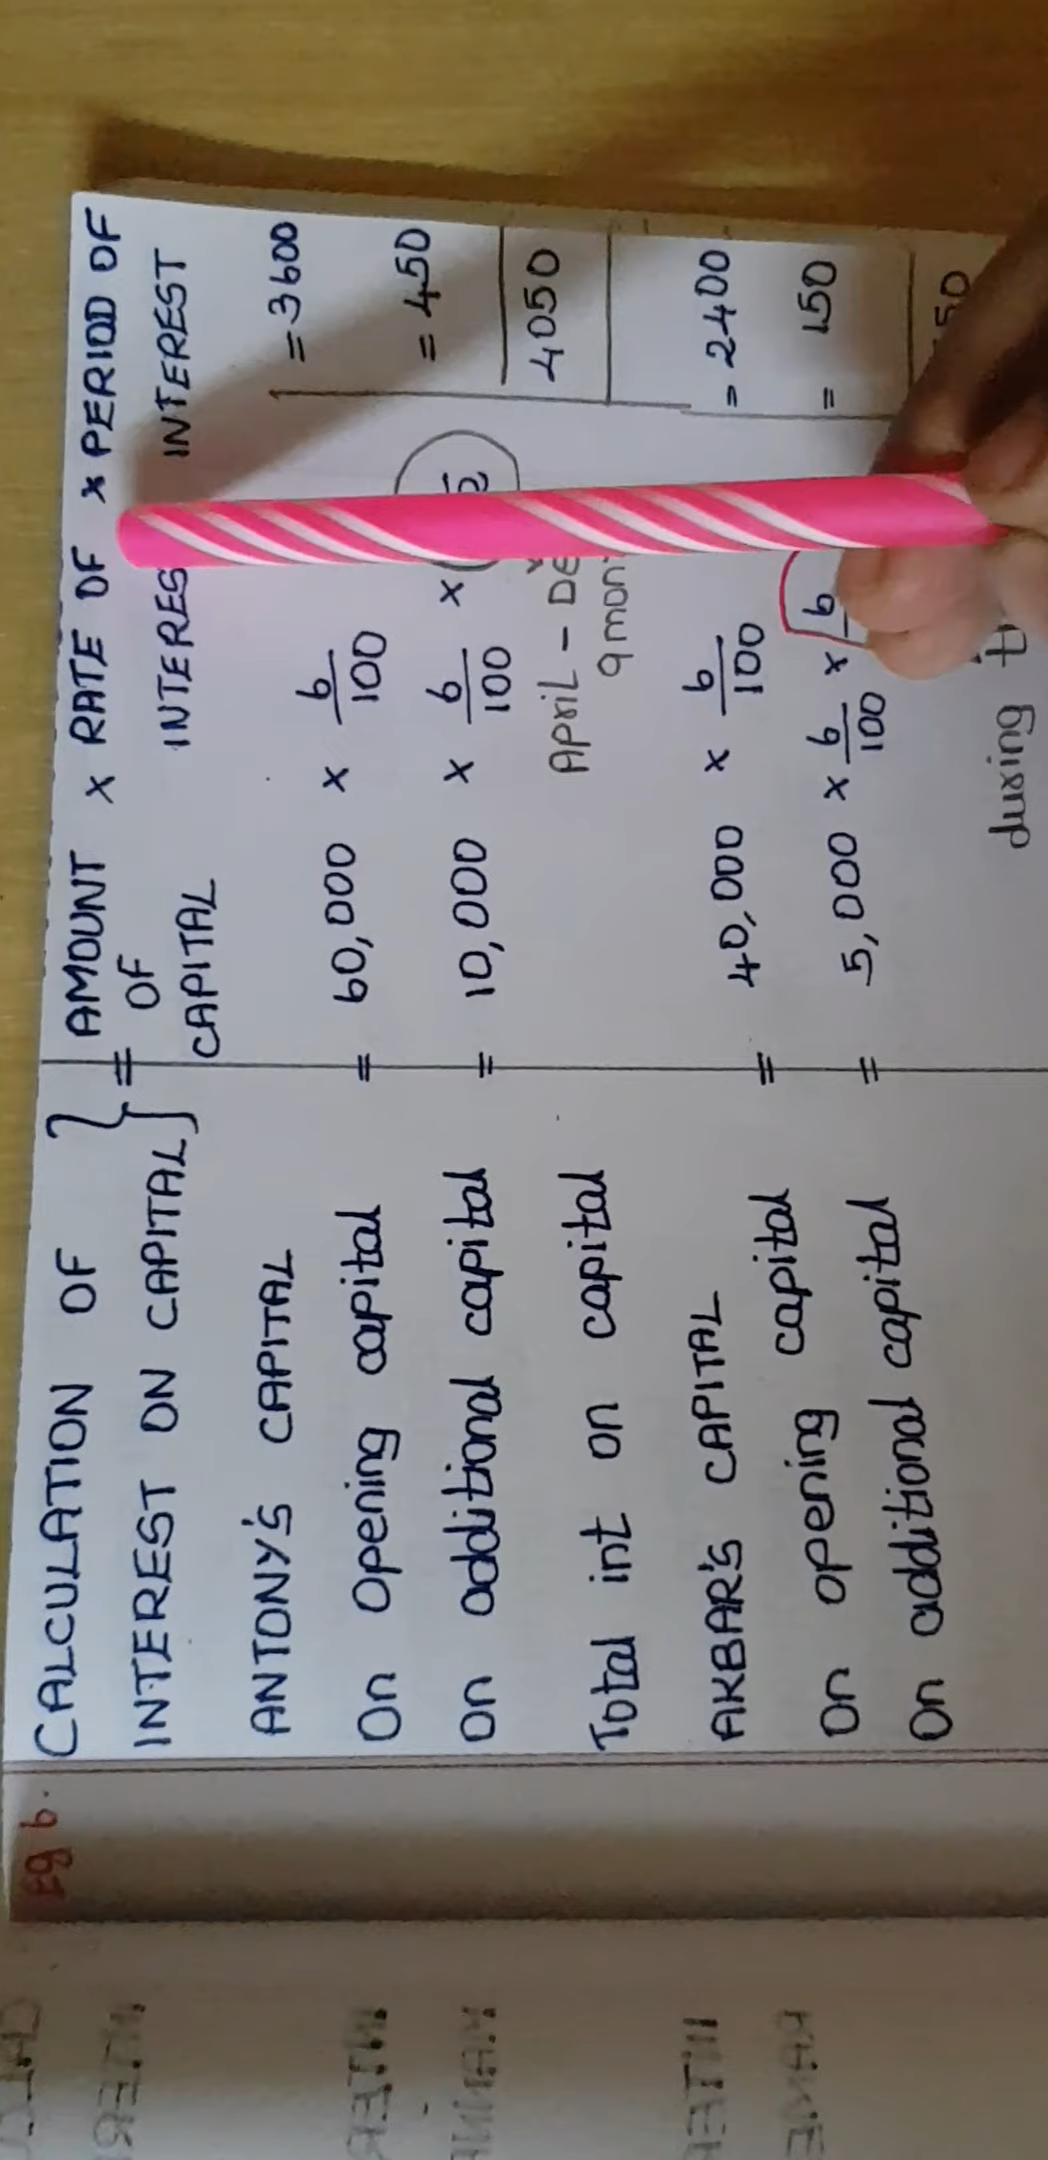 Eg 6.
CALCULATION OF } = AMOUNT × RATE OF × PERIOD OF
INTEREST ON CAPITAL } OF INTERES INTEREST
CAPITAL
ANTONY'S CAPITAL
On opening capital = 60,000 × 6/100 = 3600
On additional capital = 10,000 × 6/100 × = 450
April - De
9 mon
Total int on capital 4050
AKBAR'S CAPITAL
On opening capital = 40,000 × 6/100 = 2400
On additional capital = 5,000 × 6/100 × 6 = 150
50
during